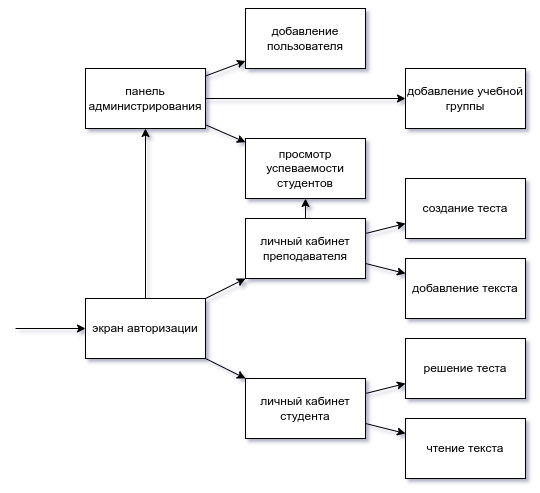 добавление
пользователя
панель
администрирования
добавление учебной
группы
просмотр
успеваемости
студентов
создание теста
личный кабинет
преподавателя
добавление текста
экран авторизации
решение теста
личный кабинет
студента
чтение текста